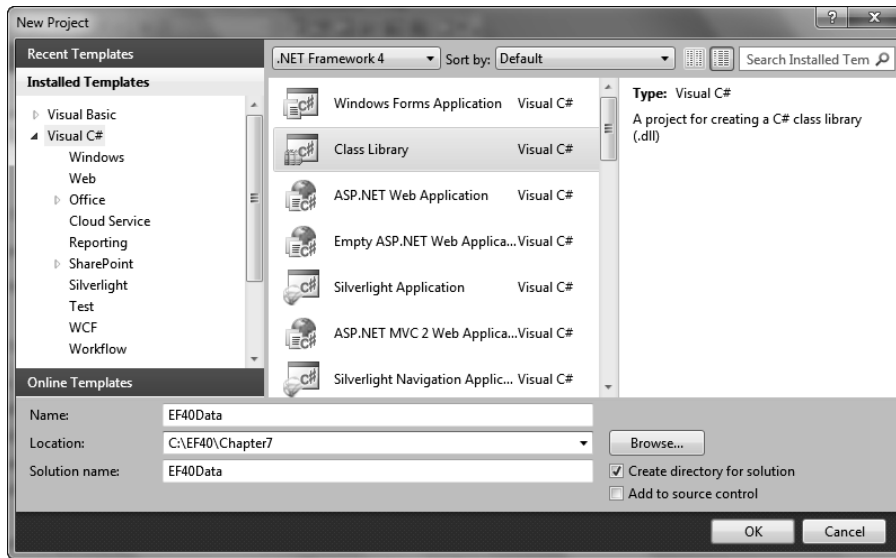 New Project
Recent Templates
Installed Templates
Visual Basic
Visual C#
Windows
Web
Office
Cloud Service
Reporting
SharePoint
Silverlight
Test
WCF
Workflow
Online Templates
.NET Framework 4
Sort by: Default
Search Installed Tem
Windows Forms Application Visual C#
Class Library Visual C#
ASP.NET Web Application Visual C#
Empty ASP.NET Web Applica... Visual C#
Silverlight Application Visual C#
ASP.NET MVC 2 Web Applica... Visual C#
Silverlight Navigation Applic... Visual C#
Type: Visual C#
A project for creating a C# class library
(.dll)
Name: EF40Data
Location: C:\EF40\Chapter7
Browse...
Solution name: EF40Data
Create directory for solution
Add to source control
OK
Cancel